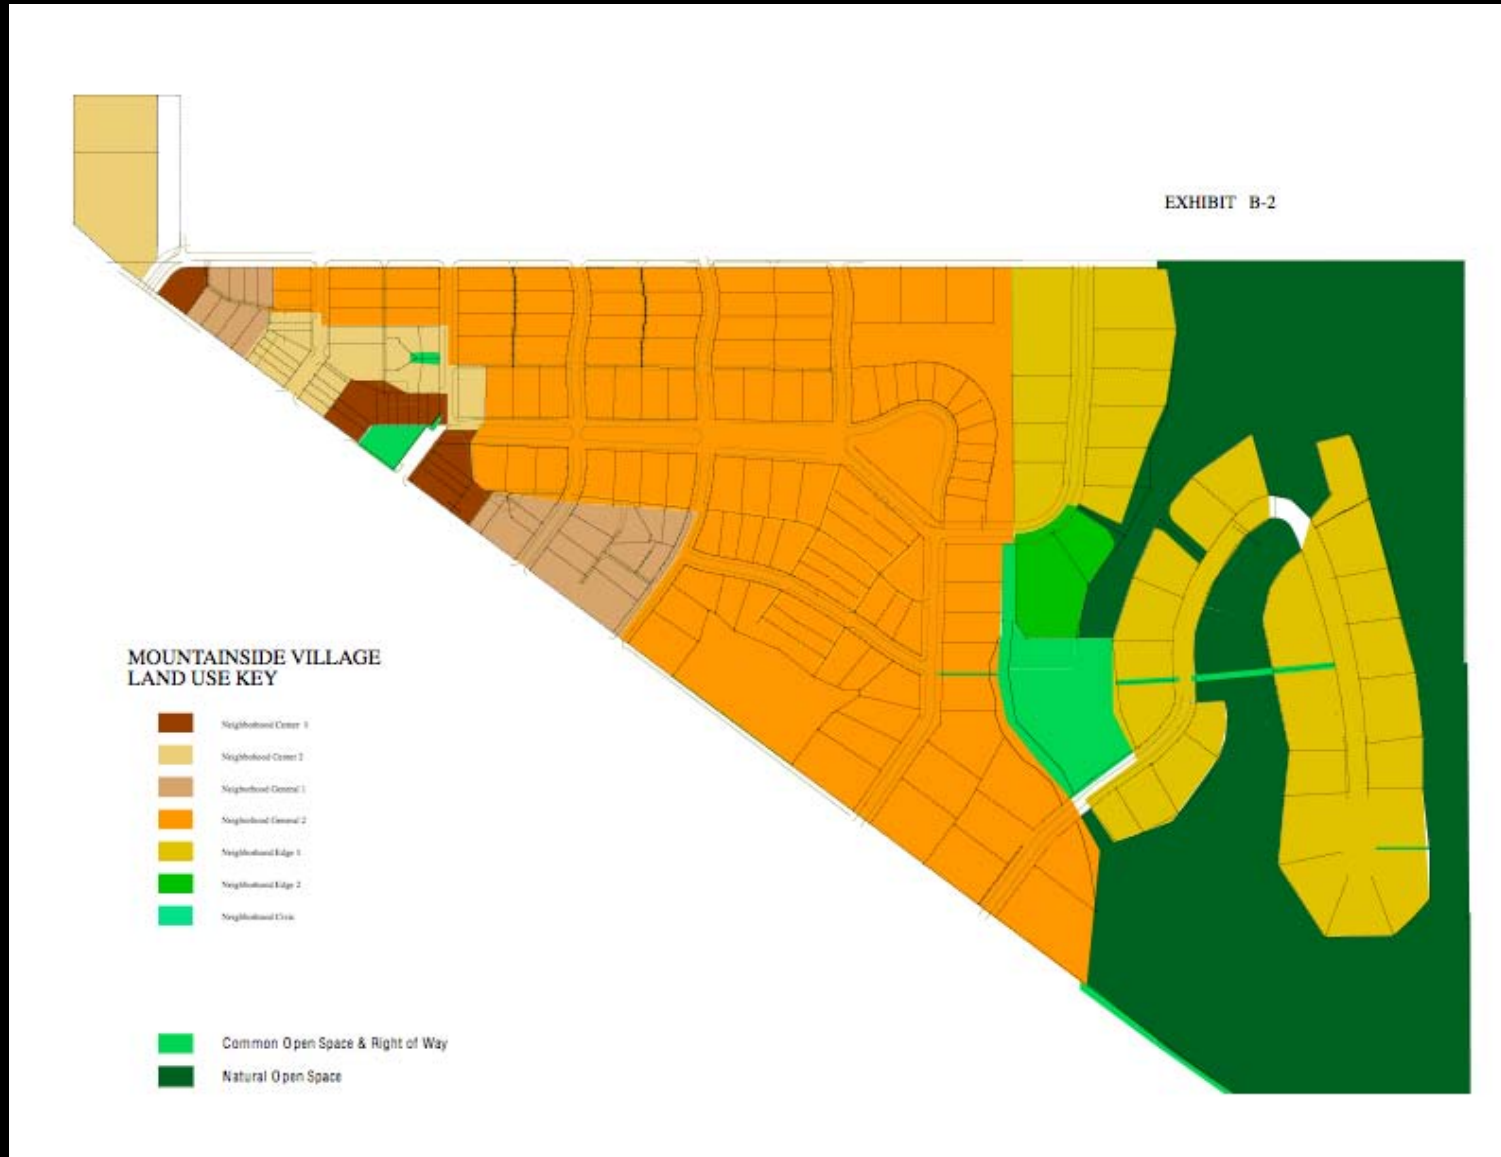 EXHIBIT B-2
MOUNTAINSIDE VILLAGE
LAND USE KEY
Neighborhood Center 1
Neighborhood Center 2
Neighborhood General 1
Neighborhood General 2
Neighborhood Edge 1
Neighborhood Edge 2
Neighborhood Civic
Common Open Space & Right of Way
Natural Open Space